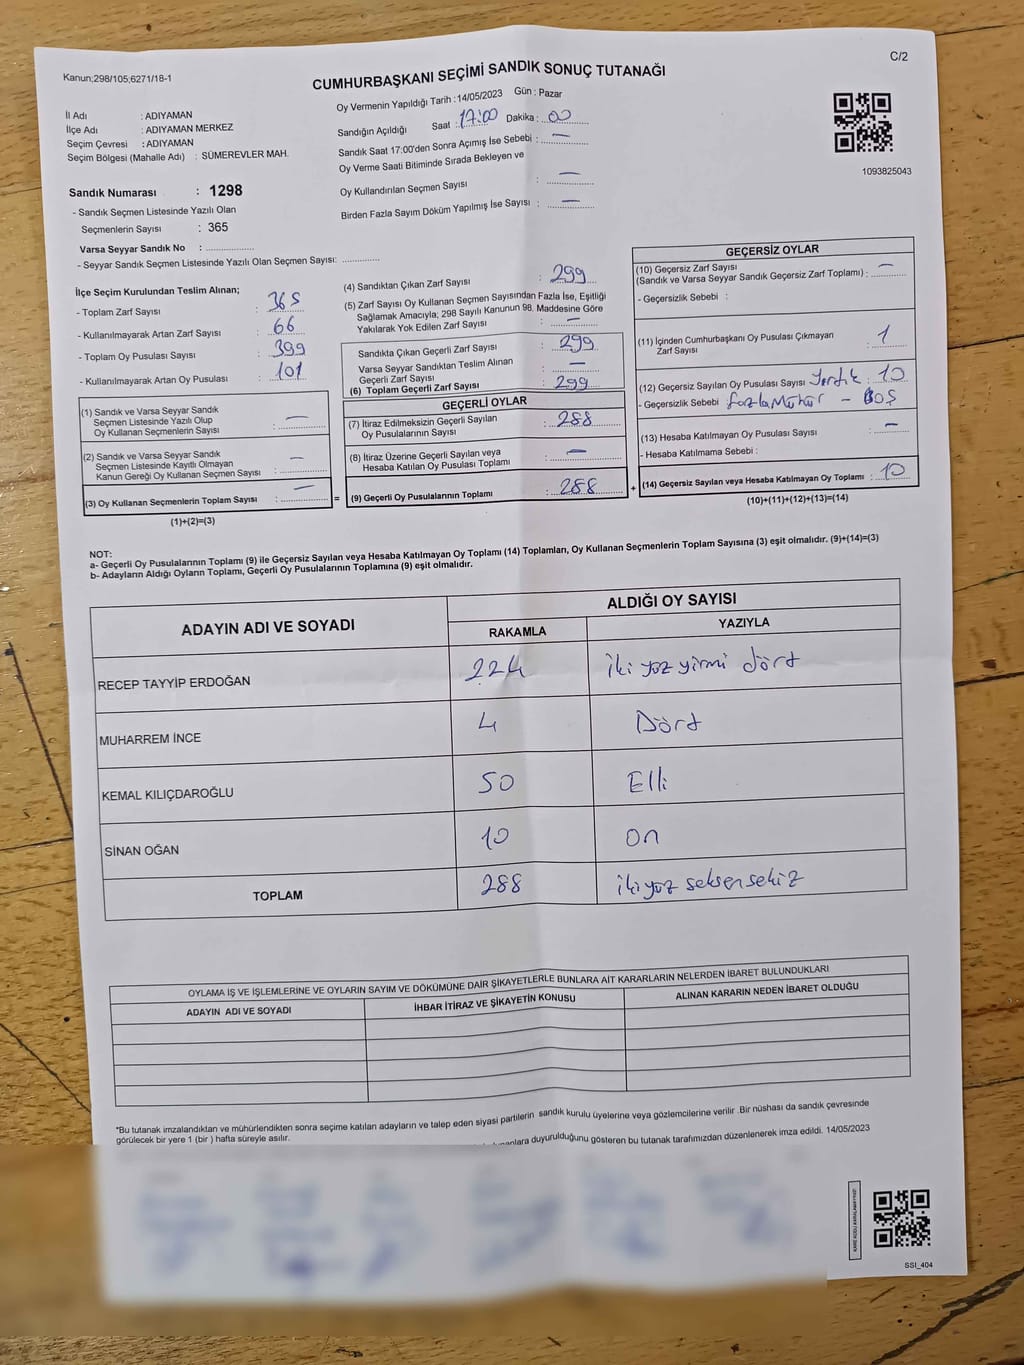 Kanun;298/105;6271/18-1
C/2
CUMHURBAŞKANI SEÇİMİ SANDIK SONUÇ TUTANAĞI
İl Adı : ADIYAMAN
İlçe Adı : ADIYAMAN MERKEZ
Seçim Çevresi : ADIYAMAN
Seçim Bölgesi (Mahalle Adı) : SÜMEREVLER MAH.
Sandık Numarası : 1298
- Sandık Seçmen Listesinde Yazılı Olan
Seçmenlerin Sayısı : 365
Varsa Seyyar Sandık No : ..............
- Seyyar Sandık Seçmen Listesinde Yazılı Olan Seçmen Sayısı: ............
Oy Vermenin Yapıldığı Tarih :14/05/2023 Gün : Pazar
Sandığın Açıldığı Saat : 17:00 Dakika : 00
Sandık Saat 17:00'den Sonra Açımış İse Sebebi : —
Oy Verme Saati Bitiminde Sırada Bekleyen ve
Oy Kullandırılan Seçmen Sayısı : —
Birden Fazla Sayım Döküm Yapılmış İse Sayısı : —
1093825043
İlçe Seçim Kurulundan Teslim Alınan;
- Toplam Zarf Sayısı : 365
- Kullanılmayarak Artan Zarf Sayısı : 66
- Toplam Oy Pusulası Sayısı : 399
- Kullanılmayarak Artan Oy Pusulası : 101
(1) Sandık ve Varsa Seyyar Sandık
Seçmen Listesinde Yazılı Olup
Oy Kullanan Seçmenlerin Sayısı : —
(2) Sandık ve Varsa Seyyar Sandık
Seçmen Listesinde Kayıtlı Olmayan
Kanun Gereği Oy Kullanan Seçmen Sayısı : —
(3) Oy Kullanan Seçmenlerin Toplam Sayısı : —
(1)+(2)=(3)
=
(4) Sandıktan Çıkan Zarf Sayısı : 299
(5) Zarf Sayısı Oy Kullanan Seçmen Sayısından Fazla İse, Eşitliği
Sağlamak Amacıyla; 298 Sayılı Kanunun 98. Maddesine Göre
Yakılarak Yok Edilen Zarf Sayısı : —
Sandıkta Çıkan Geçerli Zarf Sayısı : 299
Varsa Seyyar Sandıktan Teslim Alınan
Geçerli Zarf Sayısı : —
(6) Toplam Geçerli Zarf Sayısı : 299
GEÇERLİ OYLAR
(7) İtiraz Edilmeksizin Geçerli Sayılan
Oy Pusulalarının Sayısı : 288
(8) İtiraz Üzerine Geçerli Sayılan veya
Hesaba Katılan Oy Pusulası Toplamı : —
(9) Geçerli Oy Pusulalarının Toplamı : 288
+
GEÇERSİZ OYLAR
(10) Geçersiz Zarf Sayısı
(Sandık ve Varsa Seyyar Sandık Geçersiz Zarf Toplamı) : —
- Geçersizlik Sebebi :
(11) İçinden Cumhurbaşkanı Oy Pusulası Çıkmayan
Zarf Sayısı : 1
(12) Geçersiz Sayılan Oy Pusulası Sayısı Yırtık : 10
- Geçersizlik Sebebi fazla Mühür - Boş
(13) Hesaba Katılmayan Oy Pusulası Sayısı : —
- Hesaba Katılmama Sebebi :
(14) Geçersiz Sayılan veya Hesaba Katılmayan Oy Toplamı : 10
(10)+(11)+(12)+(13)=(14)
NOT:
a- Geçerli Oy Pusulalarının Toplamı (9) ile Geçersiz Sayılan veya Hesaba Katılmayan Oy Toplamı (14) Toplamları, Oy Kullanan Seçmenlerin Toplam Sayısına (3) eşit olmalıdır. (9)+(14)=(3)
b- Adayların Aldığı Oyların Toplamı, Geçerli Oy Pusulalarının Toplamına (9) eşit olmalıdır.
ADAYIN ADI VE SOYADI
ALDIĞI OY SAYISI
RAKAMLA YAZIYLA
RECEP TAYYİP ERDOĞAN 224 iki yüz yirmi dört
MUHARREM İNCE 4 Dört
KEMAL KILIÇDAROĞLU 50 Elli
SİNAN OĞAN 10 on
TOPLAM 288 iki yüz seksen sekiz
OYLAMA İŞ VE İŞLEMLERİNE VE OYLARIN SAYIM VE DÖKÜMÜNE DAİR ŞİKAYETLERLE BUNLARA AİT KARARLARIN NELERDEN İBARET BULUNDUKLARI
ADAYIN ADI VE SOYADI İHBAR İTİRAZ VE ŞİKAYETİN KONUSU ALINAN KARARIN NEDEN İBARET OLDUĞU
*Bu tutanak imzalandıktan ve mühürlendikten sonra seçime katılan adayların ve talep eden siyasi partilerin sandık kurulu üyelerine veya gözlemcilerine verilir .Bir nüshası da sandık çevresinde
görülecek bir yere 1 (bir ) hafta süreyle asılır.
duyurulduğunu gösteren bu tutanak tarafımızdan düzenlenerek imza edildi. 14/05/2023
SSI_404